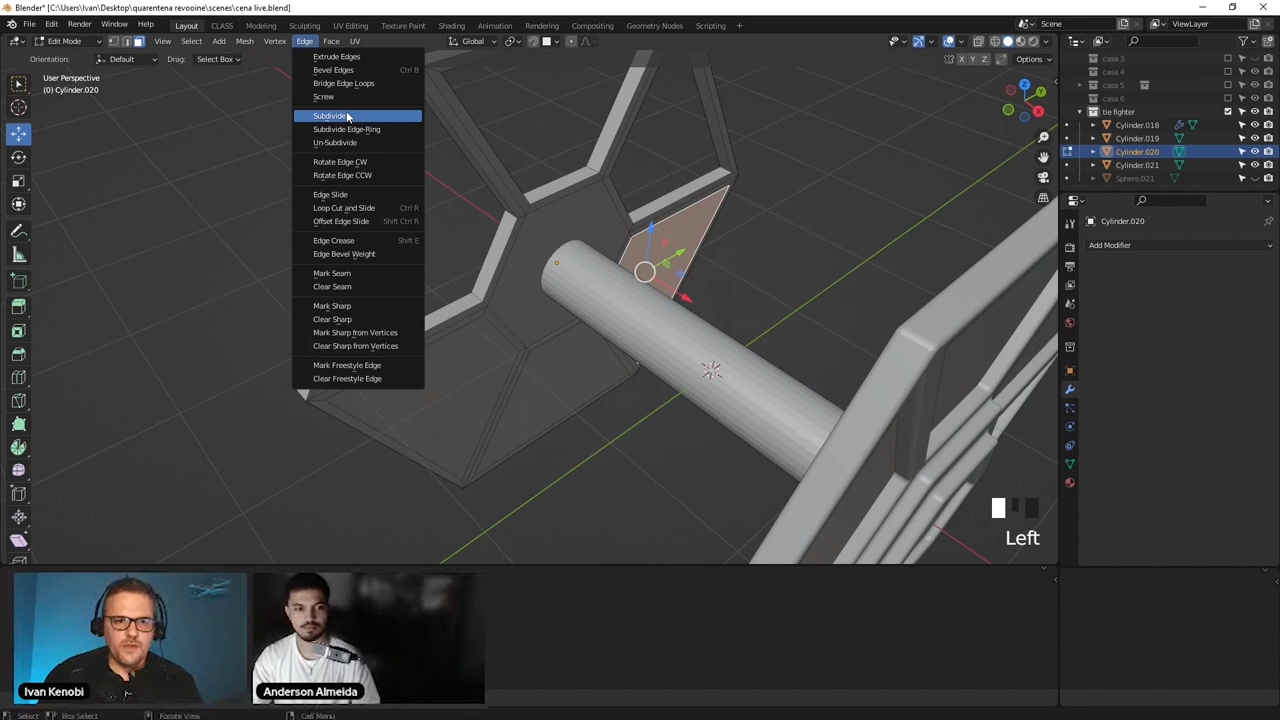 Blender* [C:\Users\Ivan\Desktop\quarentena revooine\scenes\cena live.blend]
File Edit Render Window Help Layout CLASS Modeling Sculpting UV Editing Texture Paint Shading Animation Rendering Compositing Geometry Nodes Scripting + Scene ViewLayer
Edit Mode View Select Add Mesh Vertex Edge Face UV Global
Orientation: Default Drag: Select Box X Y Z Options
User Perspective
(0) Cylinder.020
Extrude Edges
Bevel Edges Ctrl B
Bridge Edge Loops
Screw
Subdivide
Subdivide Edge-Ring
Un-Subdivide
Rotate Edge CW
Rotate Edge CCW
Edge Slide
Loop Cut and Slide Ctrl R
Offset Edge Slide Shift Ctrl R
Edge Crease Shift E
Edge Bevel Weight
Mark Seam
Clear Seam
Mark Sharp
Clear Sharp
Mark Sharp from Vertices
Clear Sharp from Vertices
Mark Freestyle Edge
Clear Freestyle Edge
Z
Y
X
casa 3
casa 4
casa 5
casa 6
tie fighter
Cylinder.018
Cylinder.019
Cylinder.020
Cylinder.021
Sphere.021
Cylinder.020
Add Modifier
Left
Ivan Kenobi
Anderson Almeida
Select Box Select Rotate View Call Menu